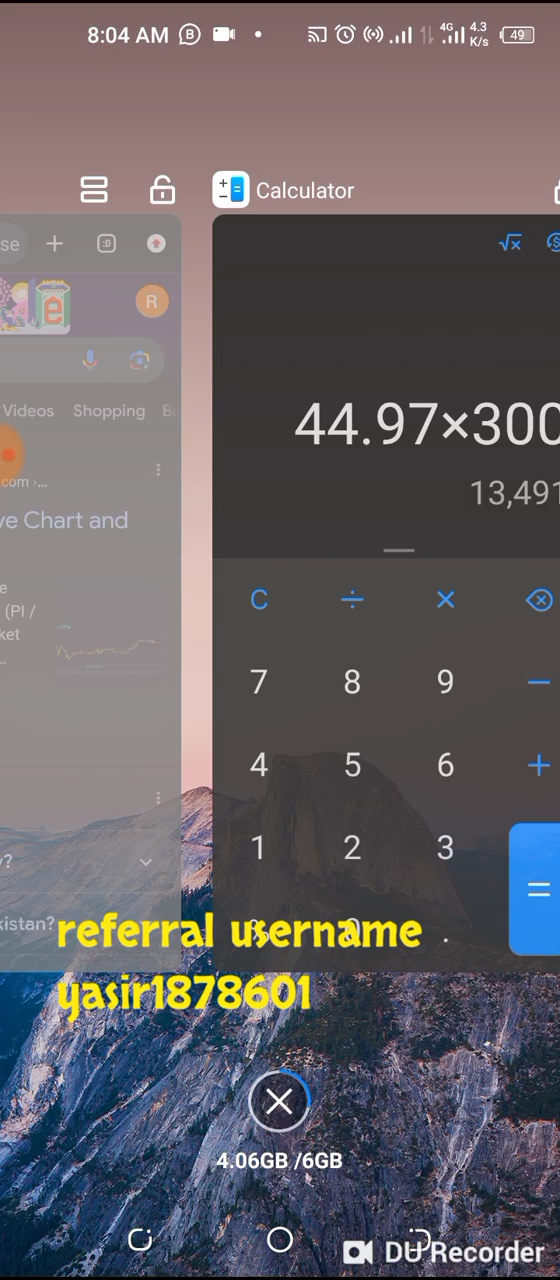 8:04 AM
4G 4.3 K/s 49
Calculator
se
:D
R
Videos Shopping
com ›...
ve Chart and
44.97×300
13,491
e
(PI /
ket
C ÷ ×
7 8 9 −
4 5 6 +
1 2 3
=
.
y?
kistan?
referral username
yasir1878601
4.06GB /6GB
DU Recorder